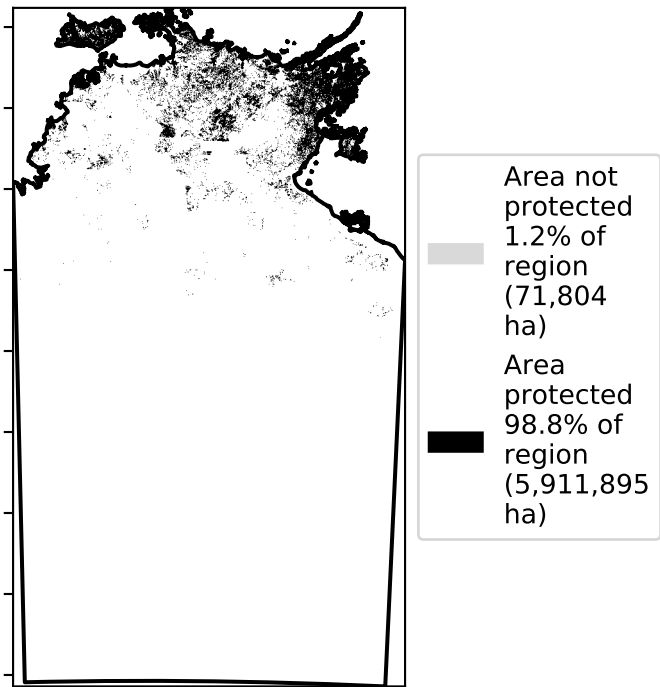 Area not
protected
1.2% of
region
(71,804
ha)
Area
protected
98.8% of
region
(5,911,895
ha)